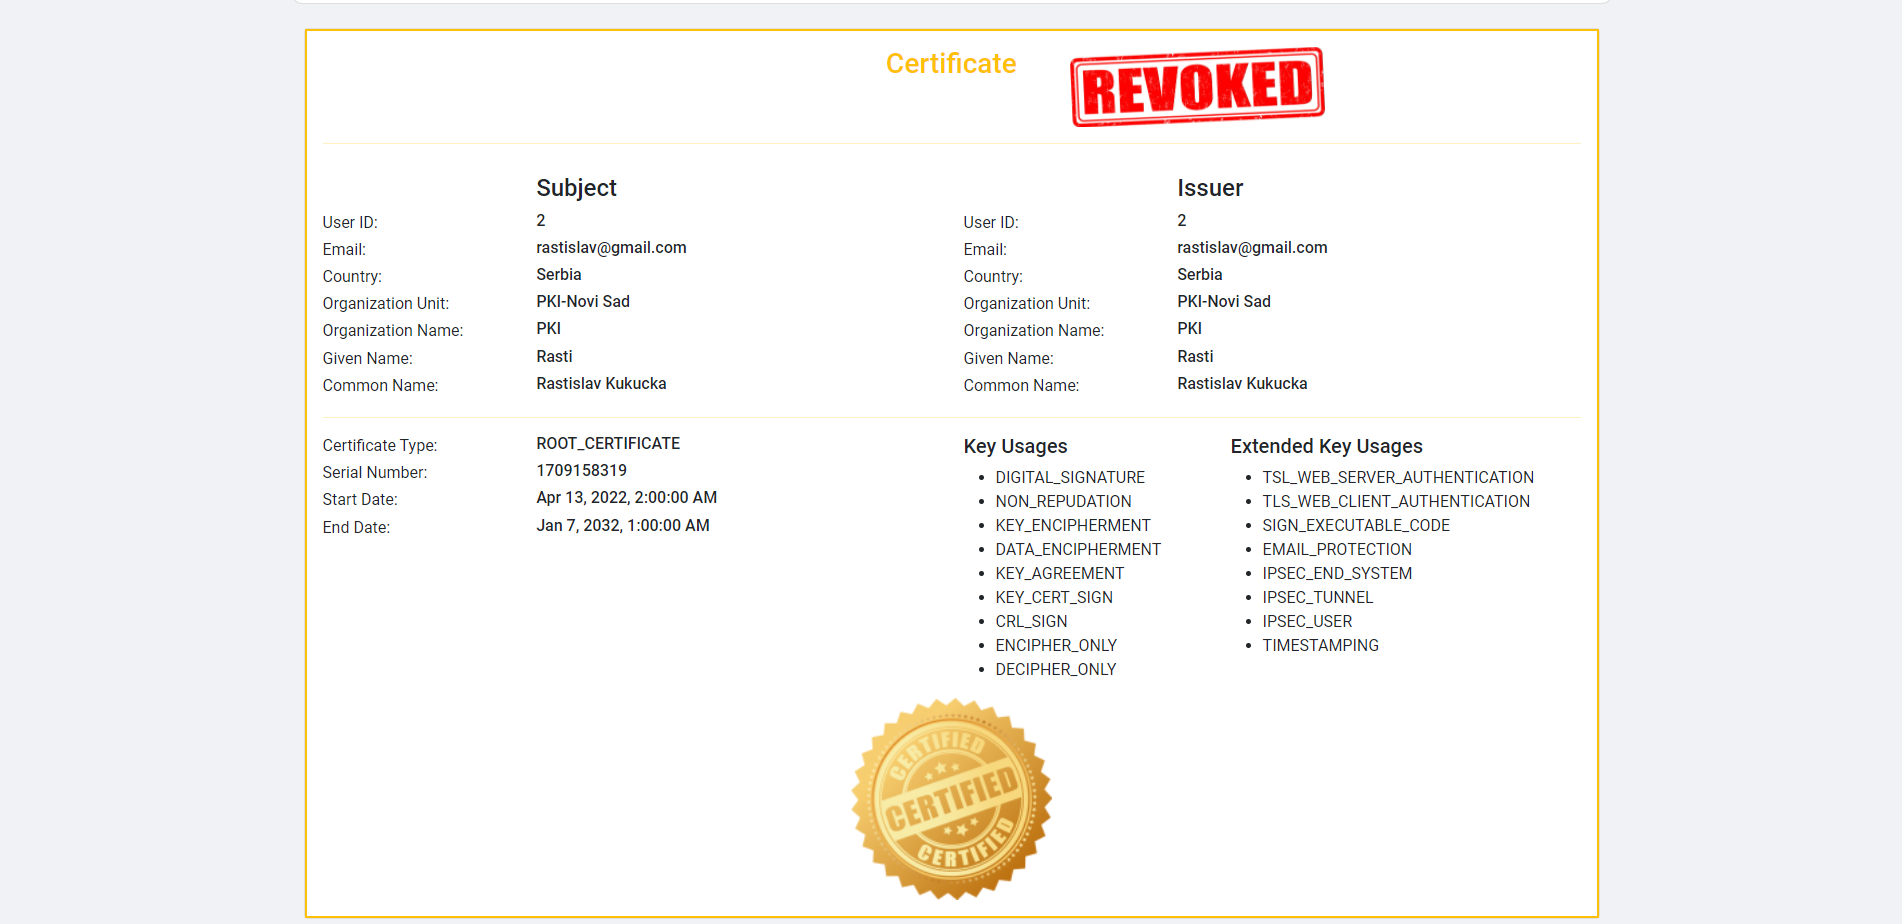 Certificate
REVOKED
Subject
User ID: 2
Email: rastislav@gmail.com
Country: Serbia
Organization Unit: PKI-Novi Sad
Organization Name: PKI
Given Name: Rasti
Common Name: Rastislav Kukucka
Issuer
User ID: 2
Email: rastislav@gmail.com
Country: Serbia
Organization Unit: PKI-Novi Sad
Organization Name: PKI
Given Name: Rasti
Common Name: Rastislav Kukucka
Certificate Type: ROOT_CERTIFICATE
Serial Number: 1709158319
Start Date: Apr 13, 2022, 2:00:00 AM
End Date: Jan 7, 2032, 1:00:00 AM
Key Usages
• DIGITAL_SIGNATURE
• NON_REPUDATION
• KEY_ENCIPHERMENT
• DATA_ENCIPHERMENT
• KEY_AGREEMENT
• KEY_CERT_SIGN
• CRL_SIGN
• ENCIPHER_ONLY
• DECIPHER_ONLY
Extended Key Usages
• TSL_WEB_SERVER_AUTHENTICATION
• TLS_WEB_CLIENT_AUTHENTICATION
• SIGN_EXECUTABLE_CODE
• EMAIL_PROTECTION
• IPSEC_END_SYSTEM
• IPSEC_TUNNEL
• IPSEC_USER
• TIMESTAMPING
CERTIFIED
CERTIFIED
CERTIFIED